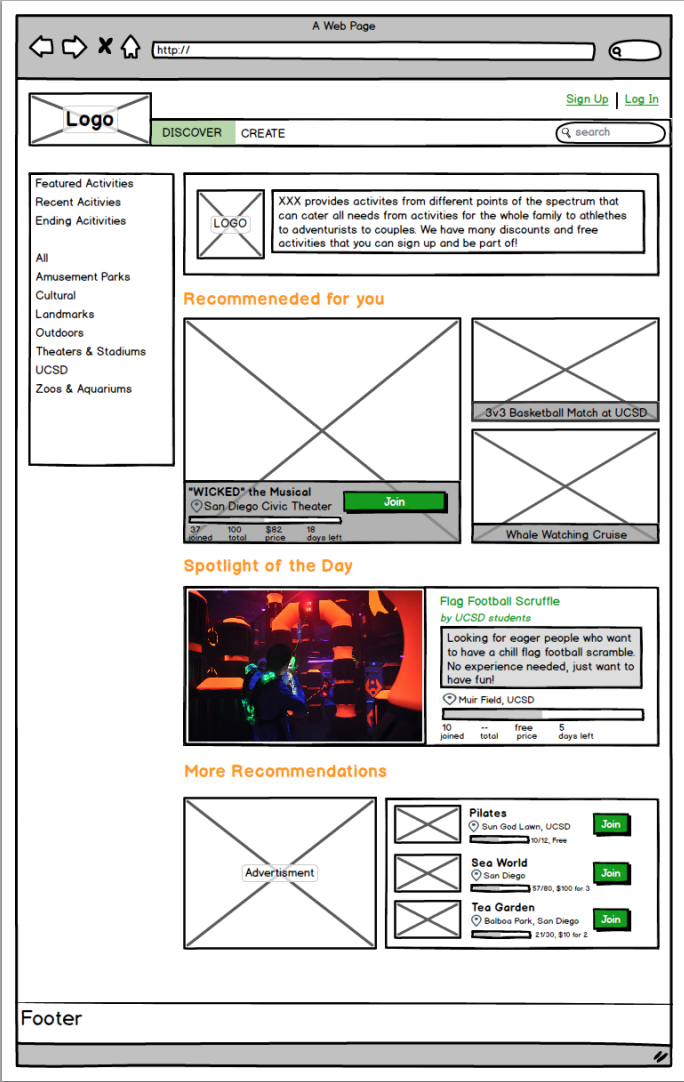 A Web Page
http://
Sign Up | Log In
Logo
DISCOVER CREATE
search
Featured Activities
Recent Acitivies
Ending Acitivities
All
Amusement Parks
Cultural
Landmarks
Outdoors
Theaters & Stadiums
UCSD
Zoos & Aquariums
LOGO
XXX provides activites from different points of the spectrum that
can cater all needs from activities for the whole family to athlethes
to adventurists to couples. We have many discounts and free
activities that you can sign up and be part of!
Recommeneded for you
"WICKED" the Musical
San Diego Civic Theater
Join
37 100 $82 18
joined total price days left
3v3 Basketball Match at UCSD
Whale Watching Cruise
Spotlight of the Day
Flag Football Scruffle
by UCSD students
Looking for eager people who want
to have a chill flag football scramble.
No experience needed, just want to
have fun!
Muir Field, UCSD
10 -- free 5
joined total price days left
More Recommendations
Advertisment
Pilates
Sun God Lawn, UCSD
10/12, Free
Join
Sea World
San Diego
57/80, $100 for 3
Join
Tea Garden
Balboa Park, San Diego
21/30, $10 for 2
Join
Footer